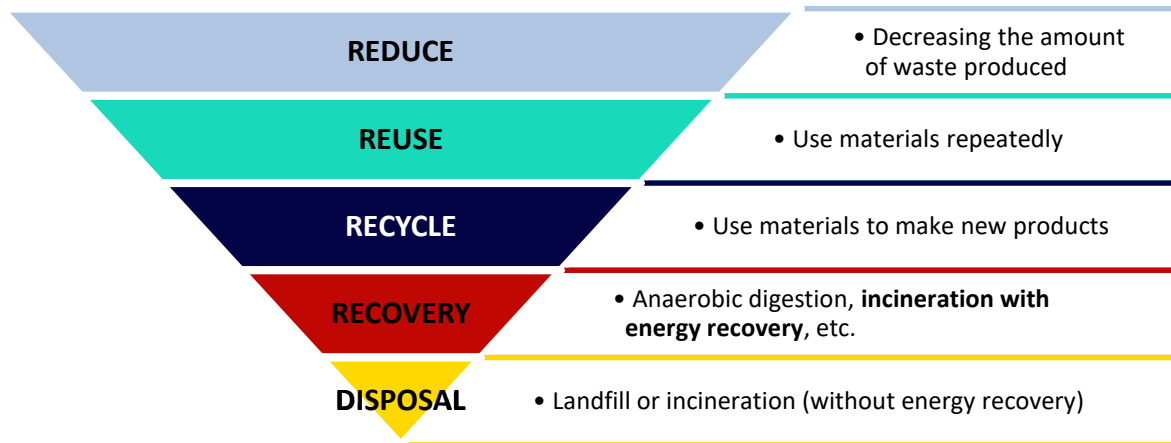 REDUCE
• Decreasing the amount
of waste produced
REUSE
• Use materials repeatedly
RECYCLE
• Use materials to make new products
RECOVERY
• Anaerobic digestion, incineration with
energy recovery, etc.
DISPOSAL
• Landfill or incineration (without energy recovery)